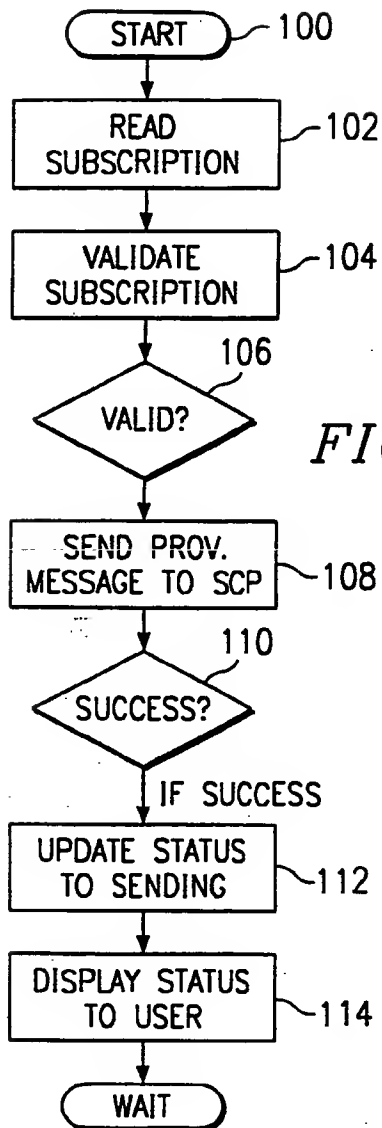 START
100
READ
SUBSCRIPTION
102
VALIDATE
SUBSCRIPTION
104
106
VALID?
FI
SEND PROV.
MESSAGE TO SCP
108
110
SUCCESS?
IF SUCCESS
UPDATE STATUS
TO SENDING
112
DISPLAY STATUS
TO USER
114
WAIT